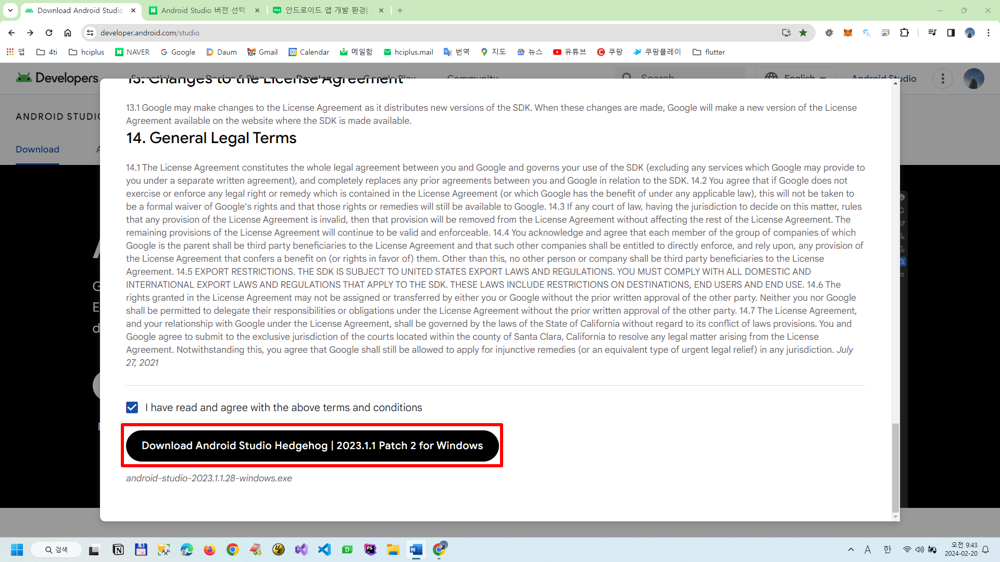 Download Android Studio
Android Studio 버전 선택
안드로이드 앱 개발 환경|
developer.android.com/studio
앱
4ti
hciplus
NAVER
Google
Daum
Gmail
Calendar
메일함
hciplus.mail
번역
지도
뉴스
유튜브
쿠팡
쿠팡플레이
flutter
Developers
Essentials
Design & Plan
Develop
Google Play
Community
Search
English
Android Studio
ANDROID STUDIO
Download
13. Changes to the License Agreement
13.1 Google may make changes to the License Agreement as it distributes new versions of the SDK. When these changes are made, Google will make a new version of the License
Agreement available on the website where the SDK is made available.
14. General Legal Terms
14.1 The License Agreement constitutes the whole legal agreement between you and Google and governs your use of the SDK (excluding any services which Google may provide to
you under a separate written agreement), and completely replaces any prior agreements between you and Google in relation to the SDK. 14.2 You agree that if Google does not
exercise or enforce any legal right or remedy which is contained in the License Agreement (or which Google has the benefit of under any applicable law), this will not be taken to
be a formal waiver of Google's rights and that those rights or remedies will still be available to Google. 14.3 If any court of law, having the jurisdiction to decide on this matter, rules
that any provision of the License Agreement is invalid, then that provision will be removed from the License Agreement without affecting the rest of the License Agreement. The
remaining provisions of the License Agreement will continue to be valid and enforceable. 14.4 You acknowledge and agree that each member of the group of companies of which
Google is the parent shall be third party beneficiaries to the License Agreement and that such other companies shall be entitled to directly enforce, and rely upon, any provision of
the License Agreement that confers a benefit on (or rights in favor of) them. Other than this, no other person or company shall be third party beneficiaries to the License
Agreement. 14.5 EXPORT RESTRICTIONS. THE SDK IS SUBJECT TO UNITED STATES EXPORT LAWS AND REGULATIONS. YOU MUST COMPLY WITH ALL DOMESTIC AND
INTERNATIONAL EXPORT LAWS AND REGULATIONS THAT APPLY TO THE SDK. THESE LAWS INCLUDE RESTRICTIONS ON DESTINATIONS, END USERS AND END USE. 14.6 The
rights granted in the License Agreement may not be assigned or transferred by either you or Google without the prior written approval of the other party. Neither you nor Google
shall be permitted to delegate their responsibilities or obligations under the License Agreement without the prior written approval of the other party. 14.7 The License Agreement,
and your relationship with Google under the License Agreement, shall be governed by the laws of the State of California without regard to its conflict of laws provisions. You and
Google agree to submit to the exclusive jurisdiction of the courts located within the county of Santa Clara, California to resolve any legal matter arising from the License
Agreement. Notwithstanding this, you agree that Google shall still be allowed to apply for injunctive remedies (or an equivalent type of urgent legal relief) in any jurisdiction. July
27, 2021
I have read and agree with the above terms and conditions
Download Android Studio Hedgehog | 2023.1.1 Patch 2 for Windows
android-studio-2023.1.1.28-windows.exe
검색
A
한
오전 9:43
2024-02-20